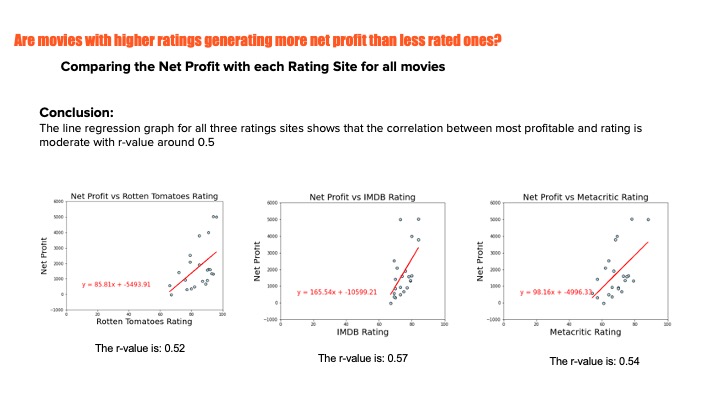 Are movies with higher ratings generating more net profit than less rated ones?
Comparing the Net Profit with each Rating Site for all movies
Conclusion:
The line regression graph for all three ratings sites shows that the correlation between most profitable and rating is
moderate with r-value around 0.5
Net Profit vs Rotten Tomatoes Rating
6000
5000
4000
3000
2000
1000
0
−1000
Net Profit
y = 85.81x + -5493.91
0 20 40 60 80 100
Rotten Tomatoes Rating
The r-value is: 0.52
Net Profit vs IMDB Rating
6000
5000
4000
3000
2000
1000
0
−1000
Net Profit
y = 165.54x + -10599.21
0 20 40 60 80 100
IMDB Rating
The r-value is: 0.57
Net Profit vs Metacritic Rating
6000
5000
4000
3000
2000
1000
0
−1000
Net Profit
y = 98.16x + -4996.33
0 20 40 60 80 100
Metacritic Rating
The r-value is: 0.54